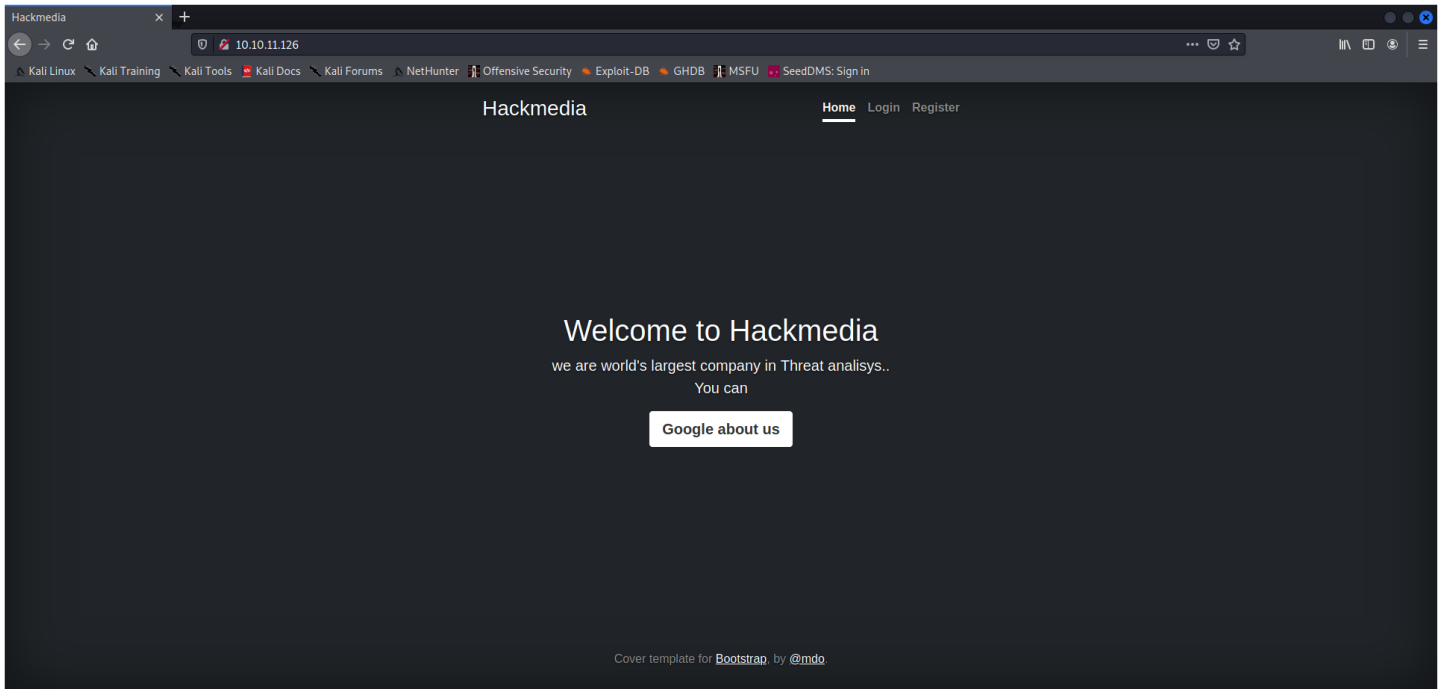 Hackmedia
10.10.11.126
Kali Linux Kali Training Kali Tools Kali Docs Kali Forums NetHunter Offensive Security Exploit-DB GHDB MSFU SeedDMS: Sign in
Hackmedia Home Login Register
Welcome to Hackmedia
we are world's largest company in Threat analisys..
You can
Google about us
Cover template for Bootstrap, by @mdo.